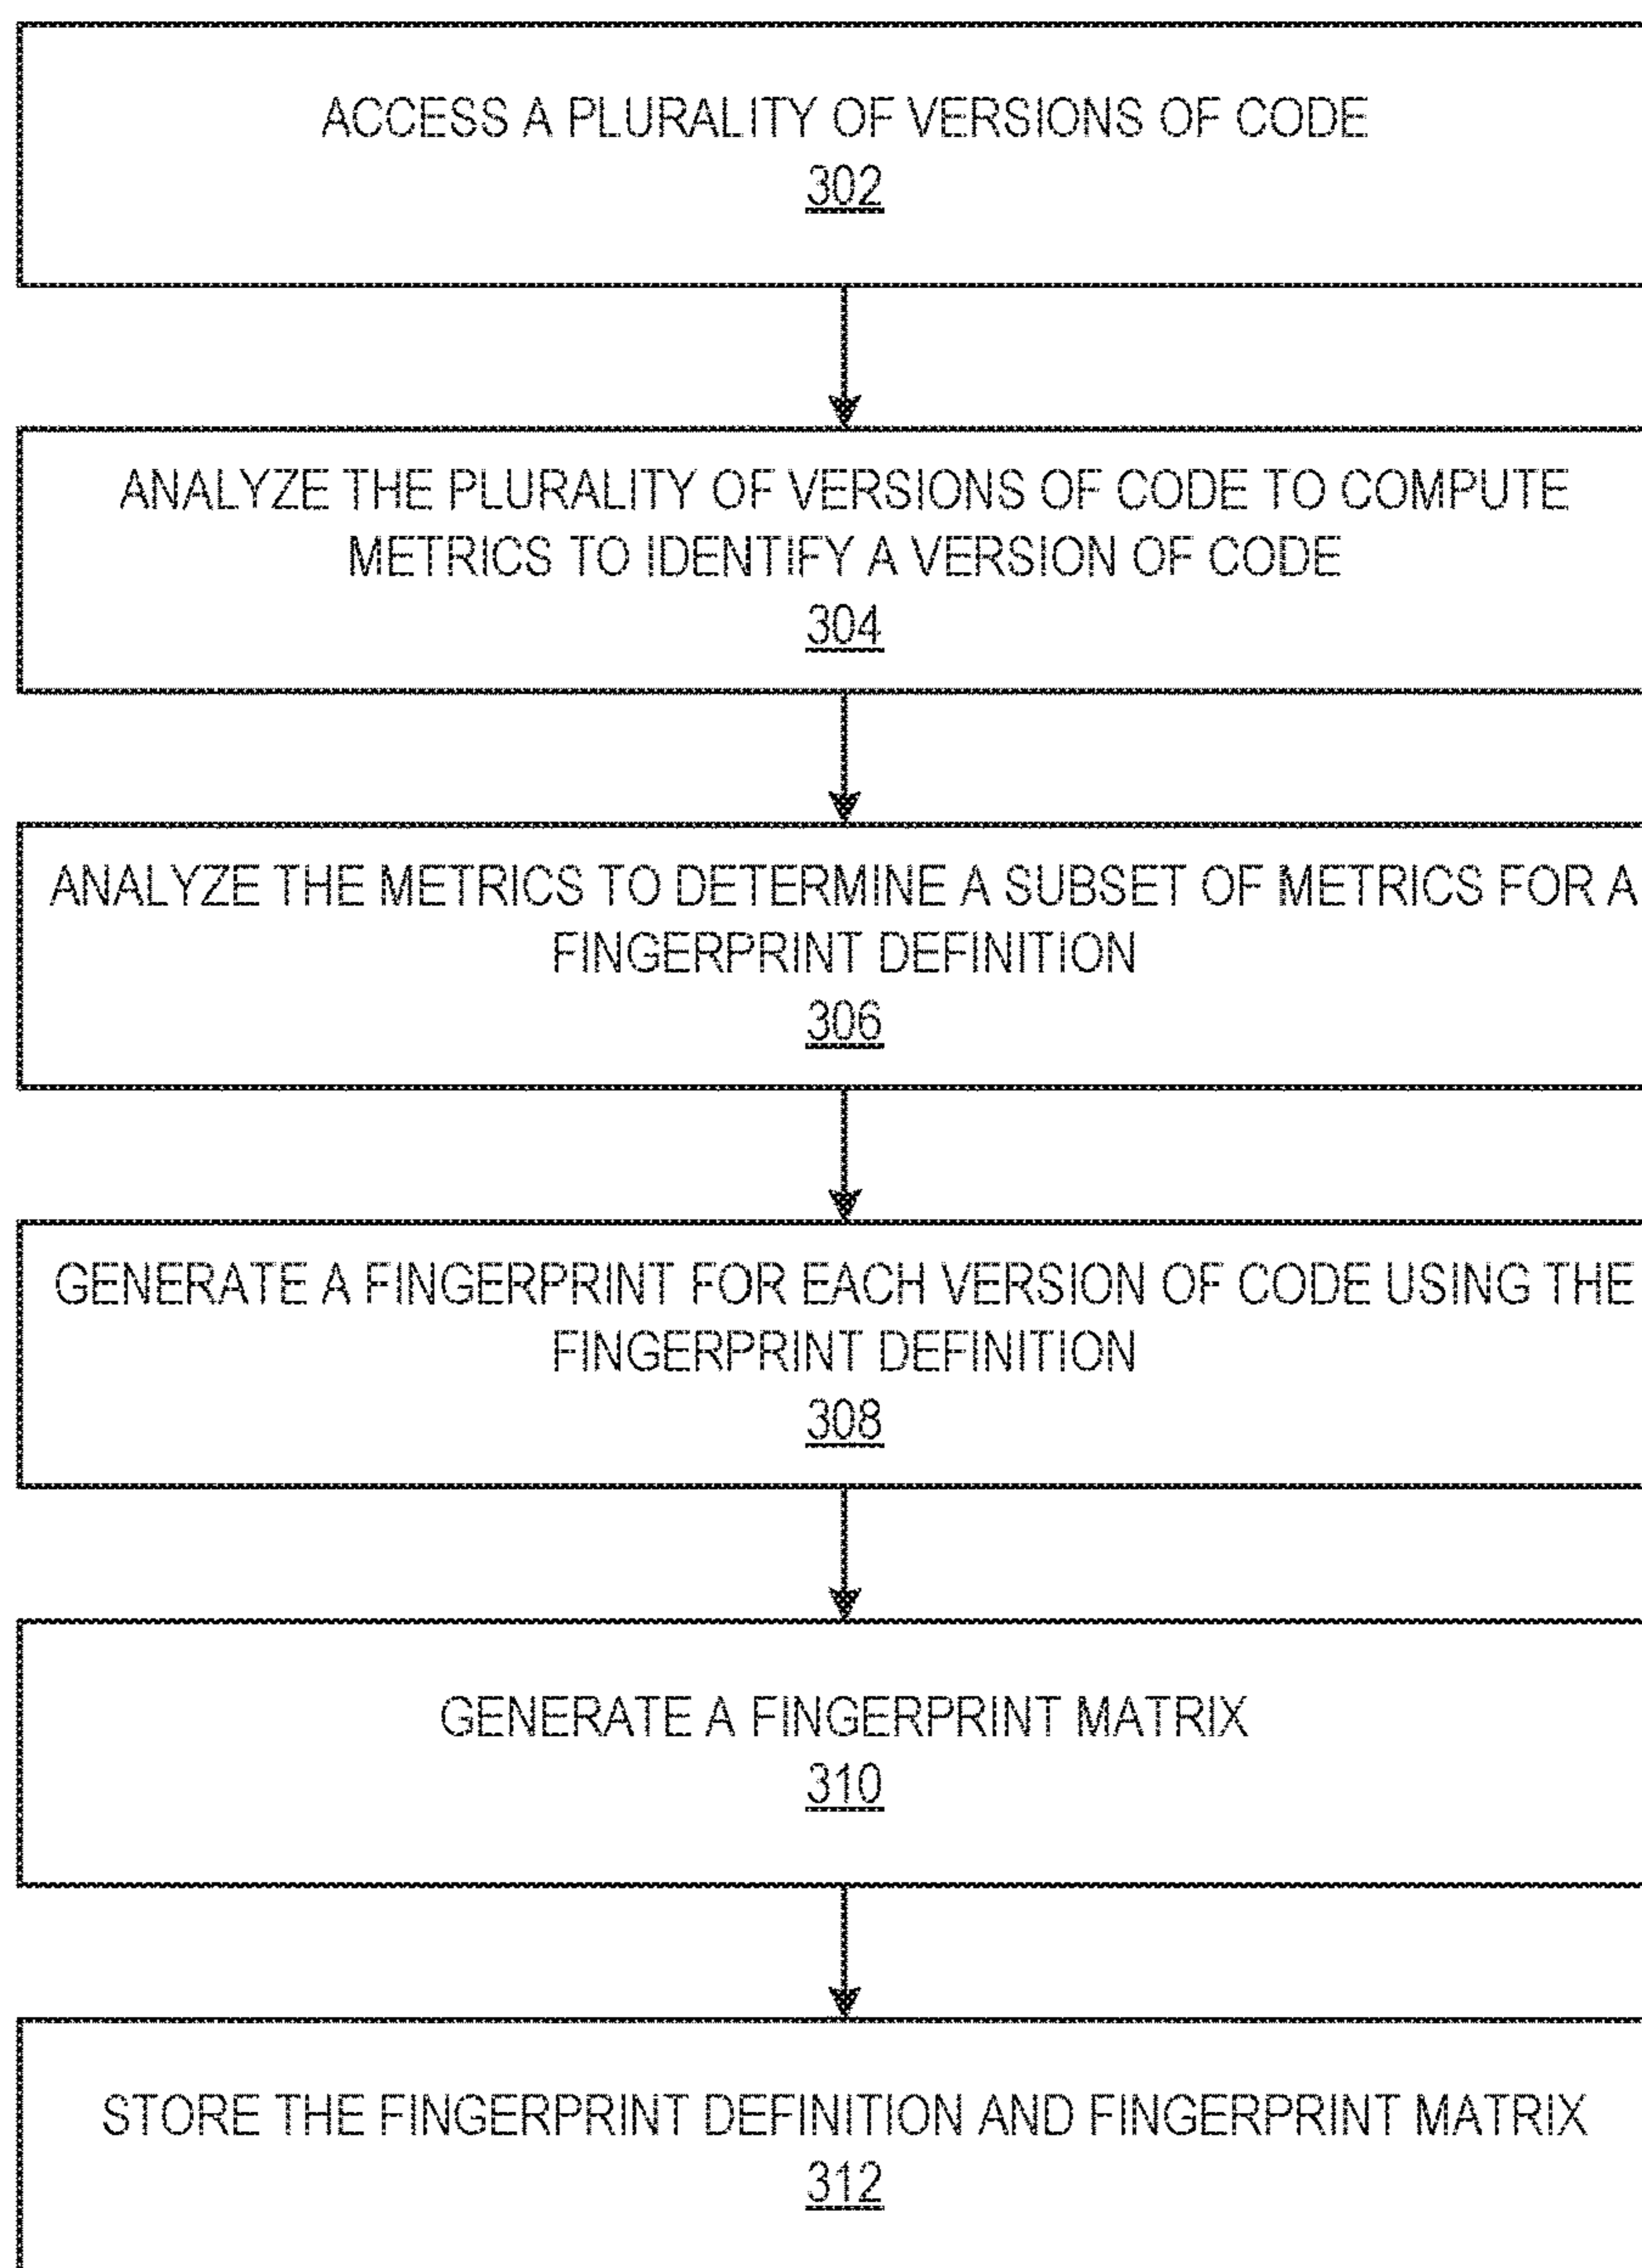 ACCESS A PLURALITY OF VERSIONS OF CODE
302
ANALYZE THE PLURALITY OF VERSIONS OF CODE TO COMPUTE
METRICS TO IDENTIFY A VERSION OF CODE
304
ANALYZE THE METRICS TO DETERMINE A SUBSET OF METRICS FOR A
FINGERPRINT DEFINITION
306
GENERATE A FINGERPRINT FOR EACH VERSION OF CODE USING THE
FINGERPRINT DEFINITION
308
GENERATE A FINGERPRINT MATRIX
310
STORE THE FINGERPRINT DEFINITION AND FINGERPRINT MATRIX
312